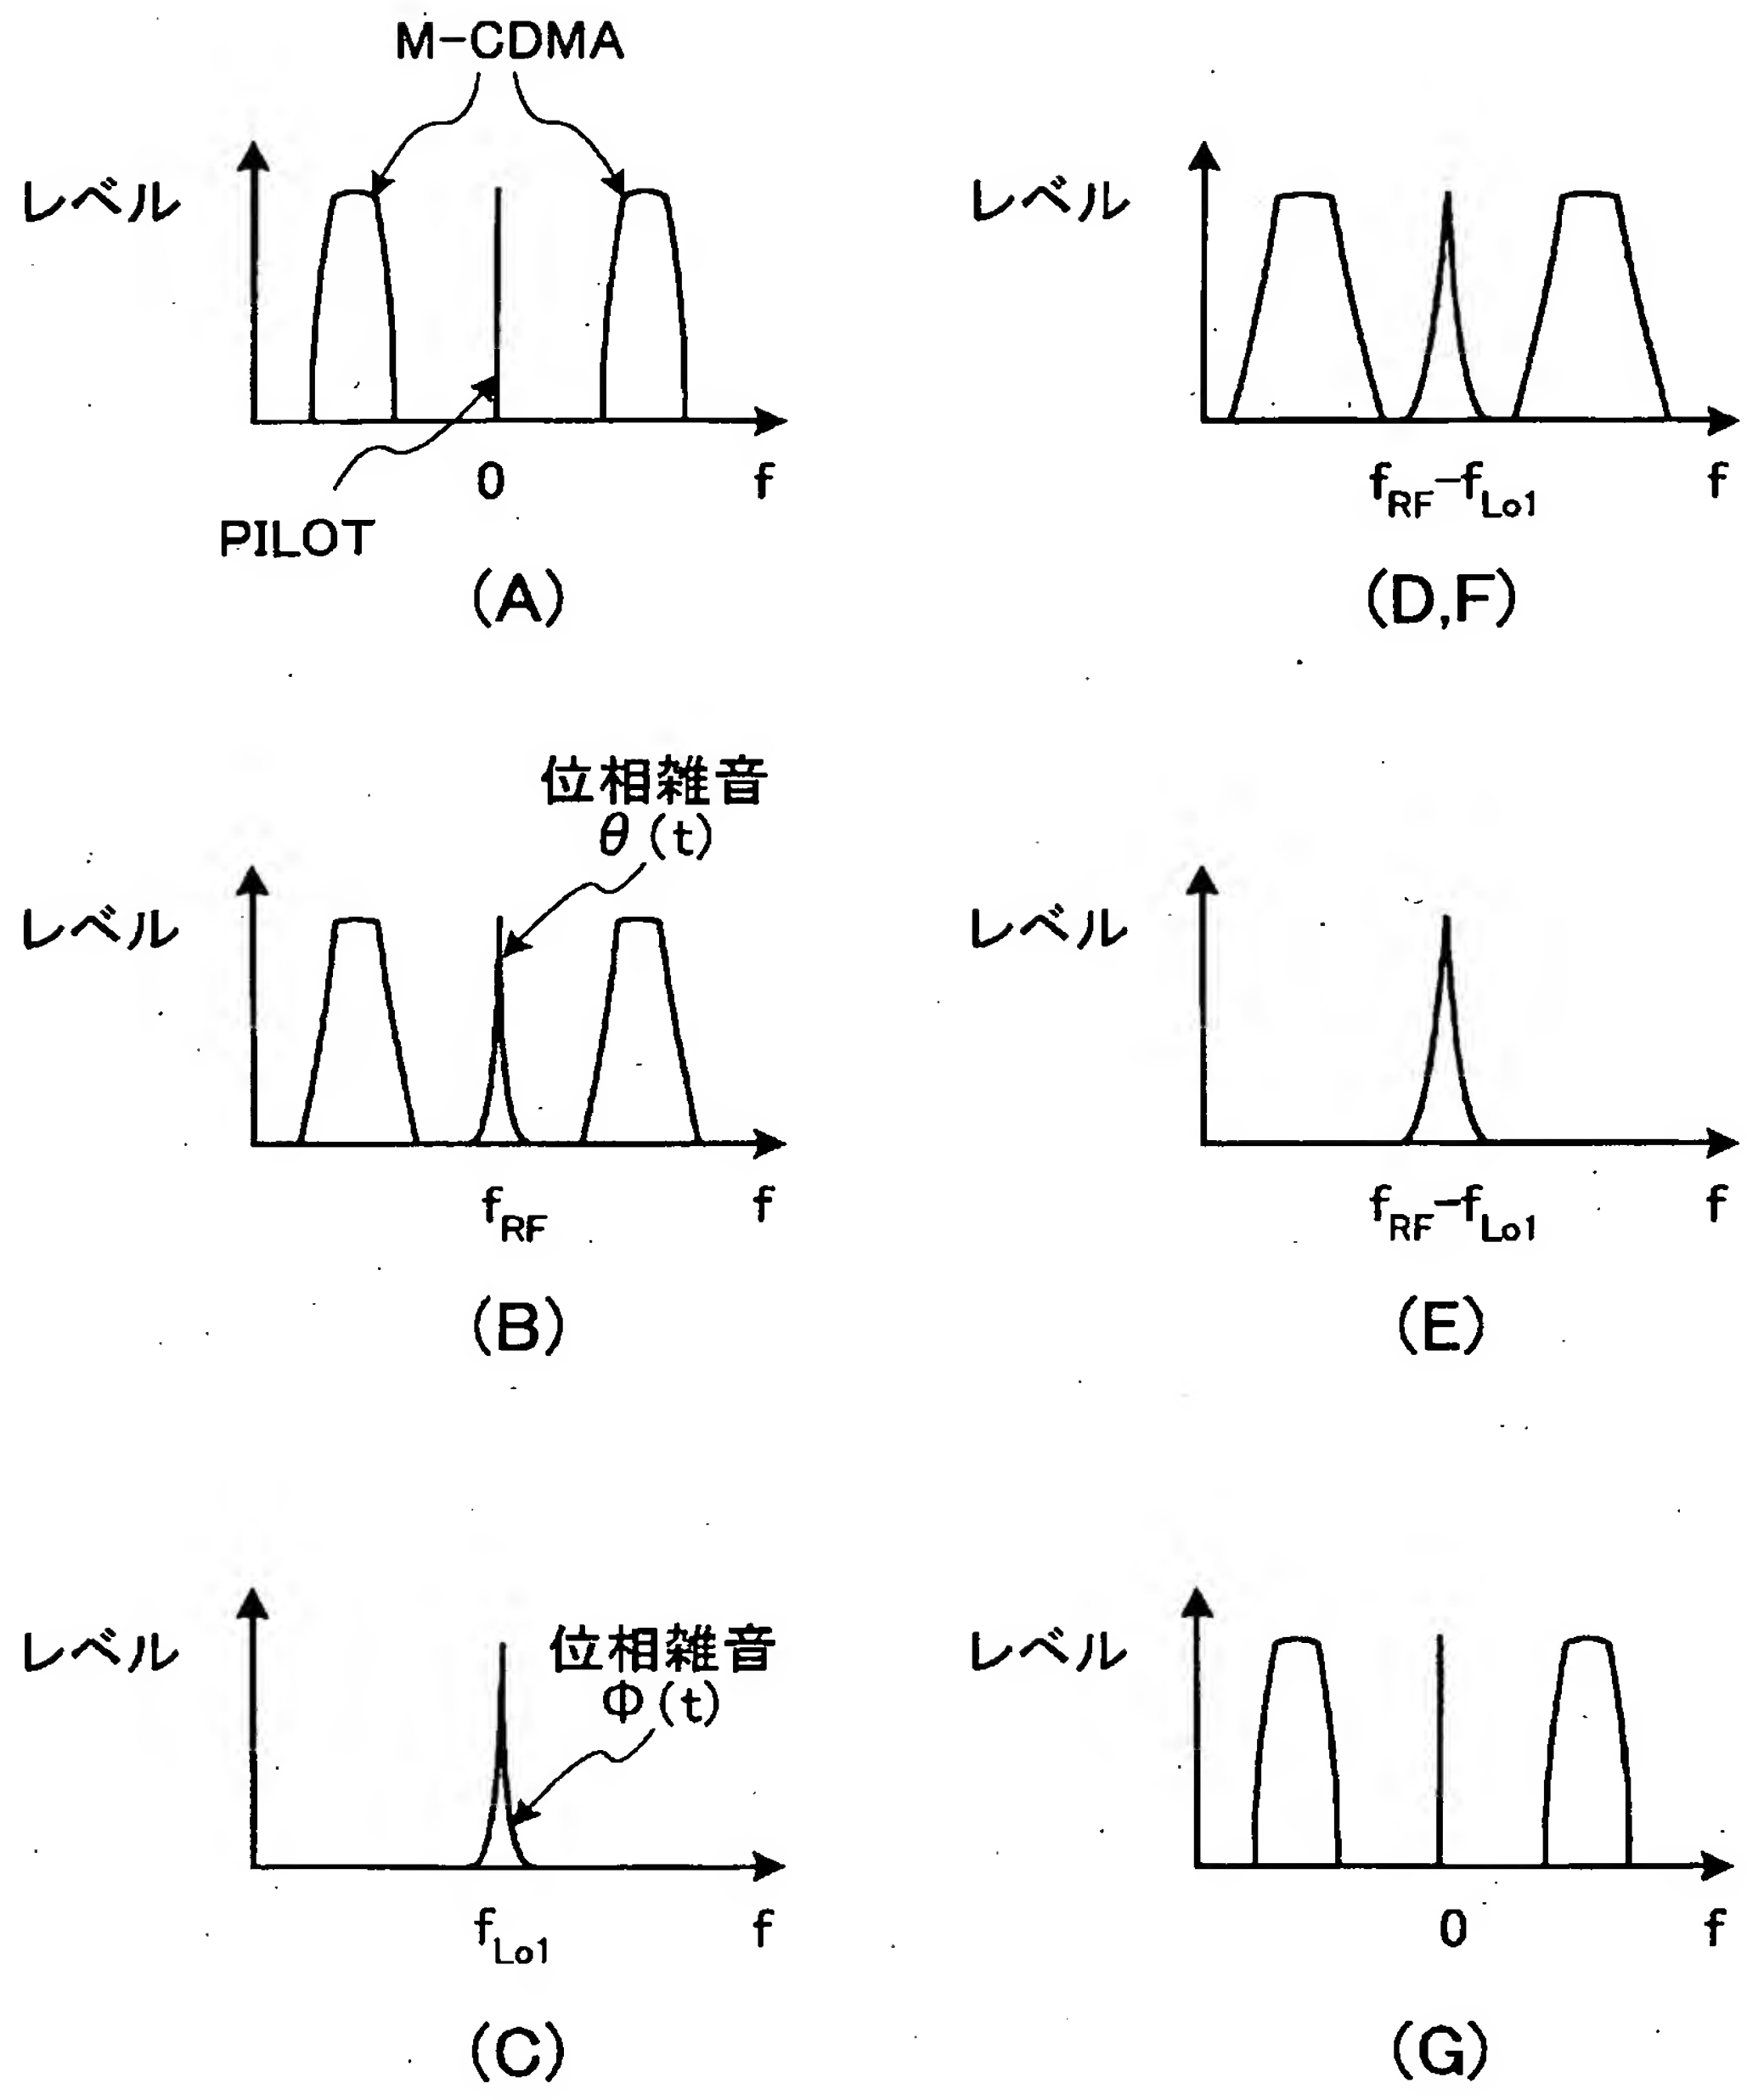 M-CDMA
レベル
0
f
PILOT
(A)
レベル
f_RF-f_Lo1
f
(D,F)
位相雑音
θ(t)
レベル
f_RF
f
(B)
レベル
f_RF-f_Lo1
f
(E)
レベル
位相雑音
Φ(t)
f_Lo1
f
(C)
レベル
0
f
(G)